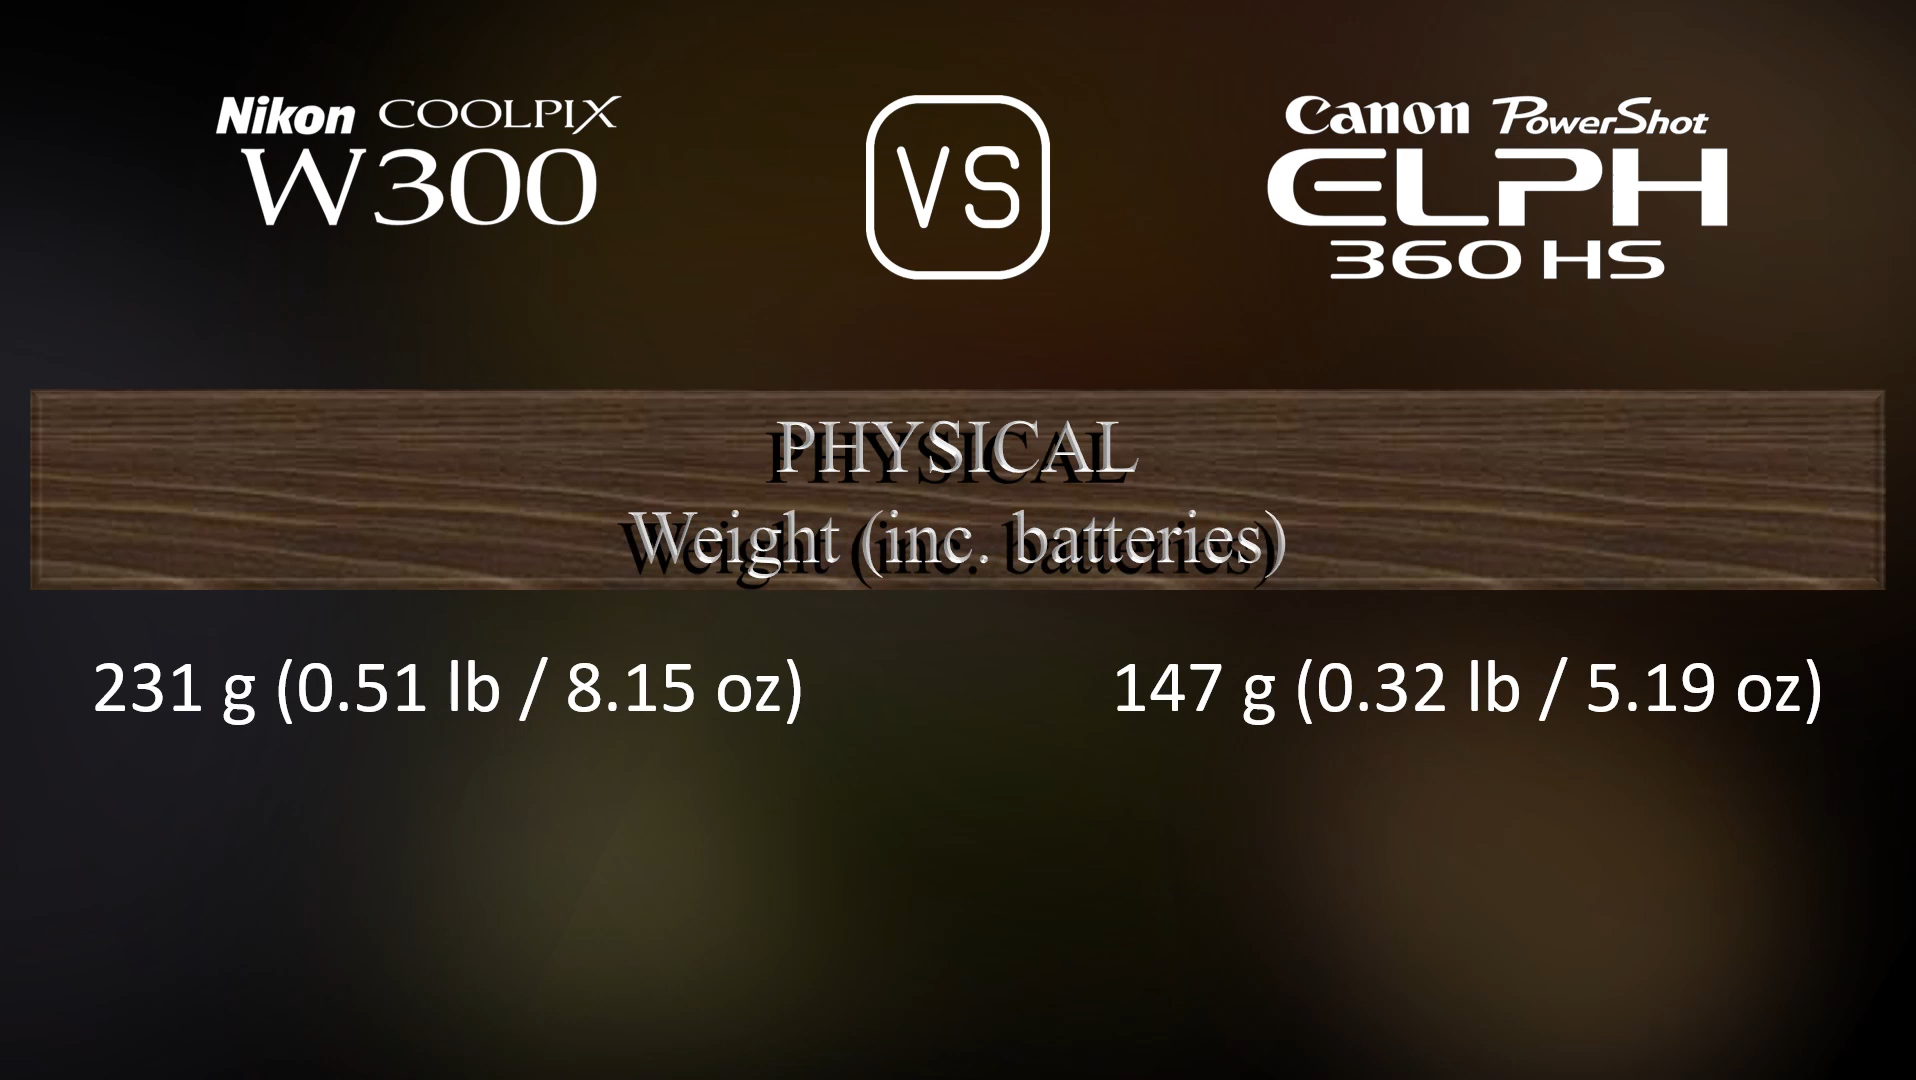 Nikon COOLPIX
W300
VS
Canon PowerShot
ELPH
360 HS
PHYSICAL
Weight (inc. batteries)
231 g (0.51 lb / 8.15 oz)
147 g (0.32 lb / 5.19 oz)